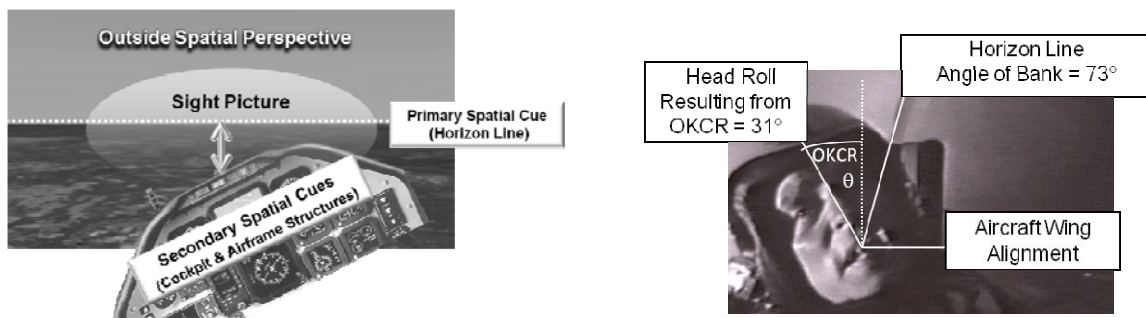 Outside Spatial Perspective
Sight Picture
Primary Spatial Cue
(Horizon Line)
Secondary Spatial Cues
(Cockpit & Airframe Structures)
Head Roll
Resulting from
OKCR = 31°
Horizon Line
Angle of Bank = 73°
OKCR
θ
Aircraft Wing
Alignment